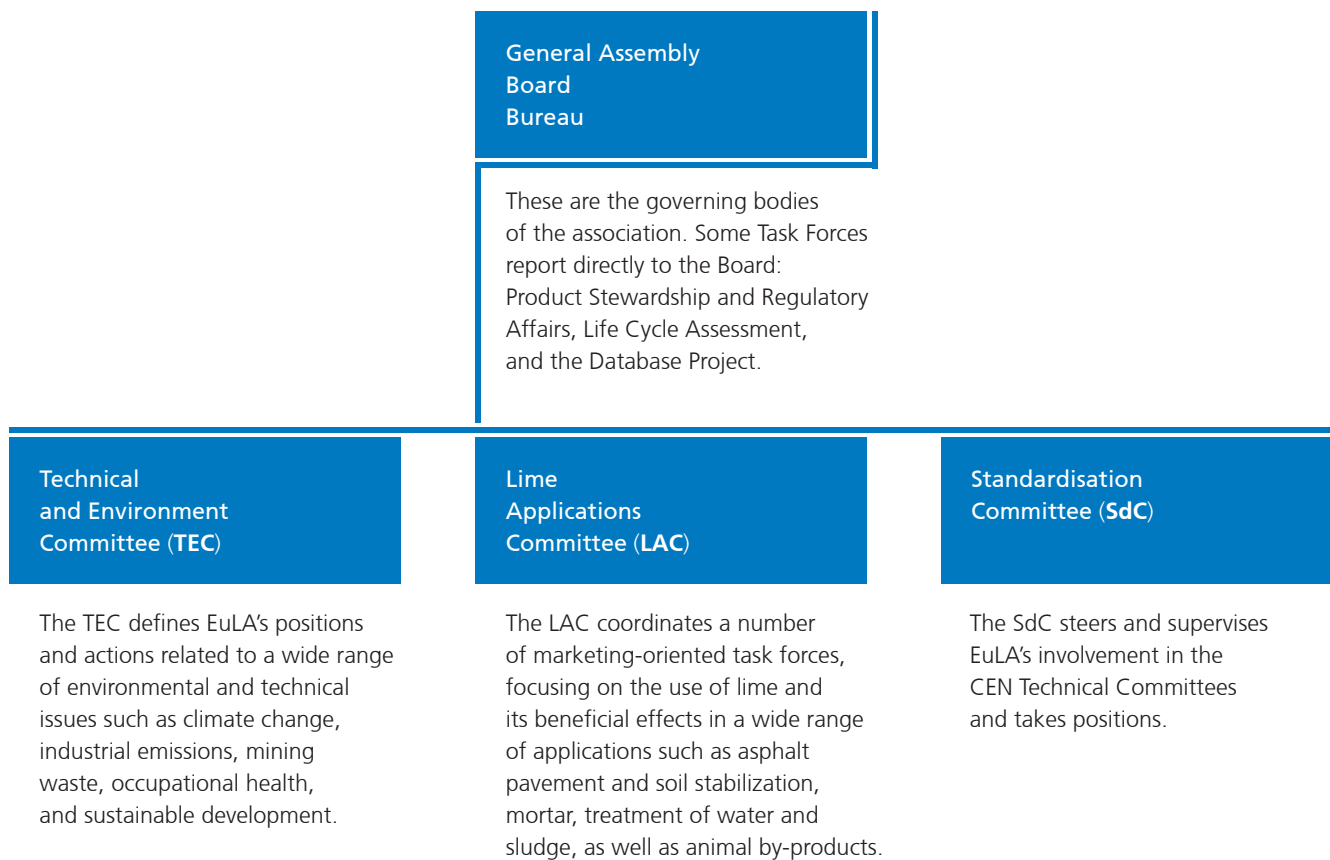 General Assembly
Board
Bureau
These are the governing bodies
of the association. Some Task Forces
report directly to the Board:
Product Stewardship and Regulatory
Affairs, Life Cycle Assessment,
and the Database Project.
Technical
and Environment
Committee (TEC)
The TEC defines EuLA’s positions
and actions related to a wide range
of environmental and technical
issues such as climate change,
industrial emissions, mining
waste, occupational health,
and sustainable development.
Lime
Applications
Committee (LAC)
The LAC coordinates a number
of marketing-oriented task forces,
focusing on the use of lime and
its beneficial effects in a wide range
of applications such as asphalt
pavement and soil stabilization,
mortar, treatment of water and
sludge, as well as animal by-products.
Standardisation
Committee (SdC)
The SdC steers and supervises
EuLA’s involvement in the
CEN Technical Committees
and takes positions.